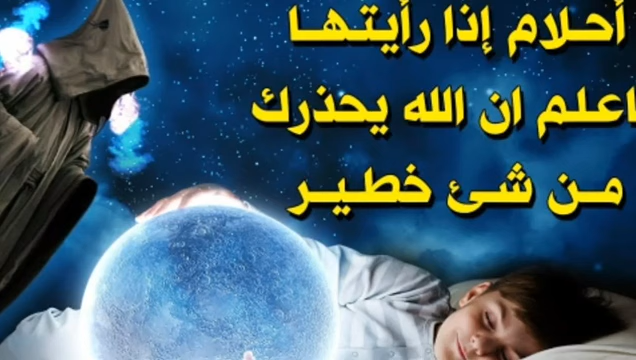 أحلام إذا رأيتها
اعلم ان الله يحذرك
من شئ خطير